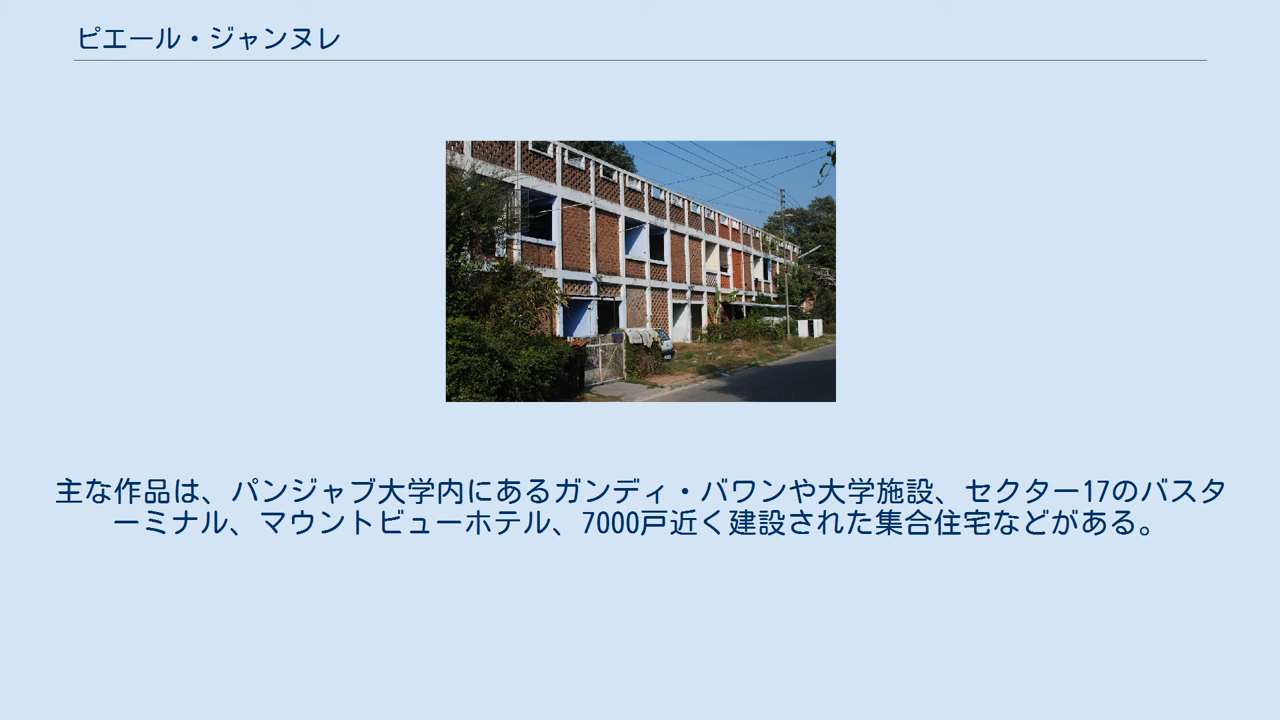 ピエール・ジャンヌレ
主な作品は、パンジャブ大学内にあるガンディ・バワンや大学施設、セクター17のバスタ
ーミナル、マウントビューホテル、7000戸近く建設された集合住宅などがある。